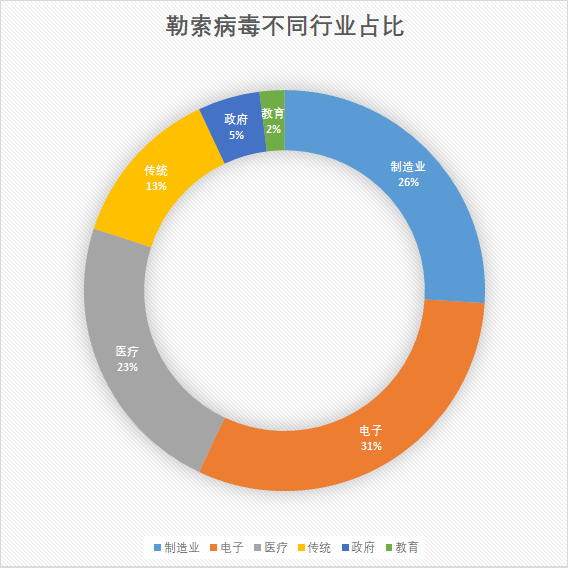 勒索病毒不同行业占比
教育
2%
政府
5%
制造业
26%
传统
13%
医疗
23%
电子
31%
制造业 电子 医疗 传统 政府 教育